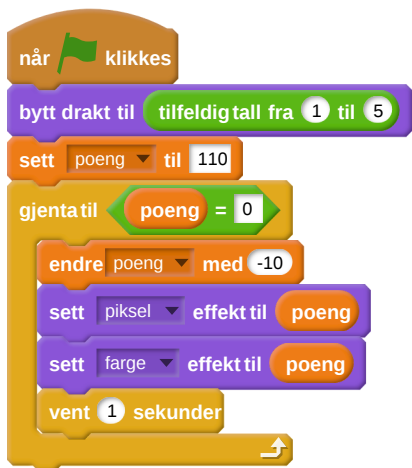 når klikkes
bytt drakt til tilfeldig tall fra 1 til 5
sett poeng til 110
gjenta til poeng = 0
endre poeng med -10
sett piksel effekt til poeng
sett farge effekt til poeng
vent 1 sekunder